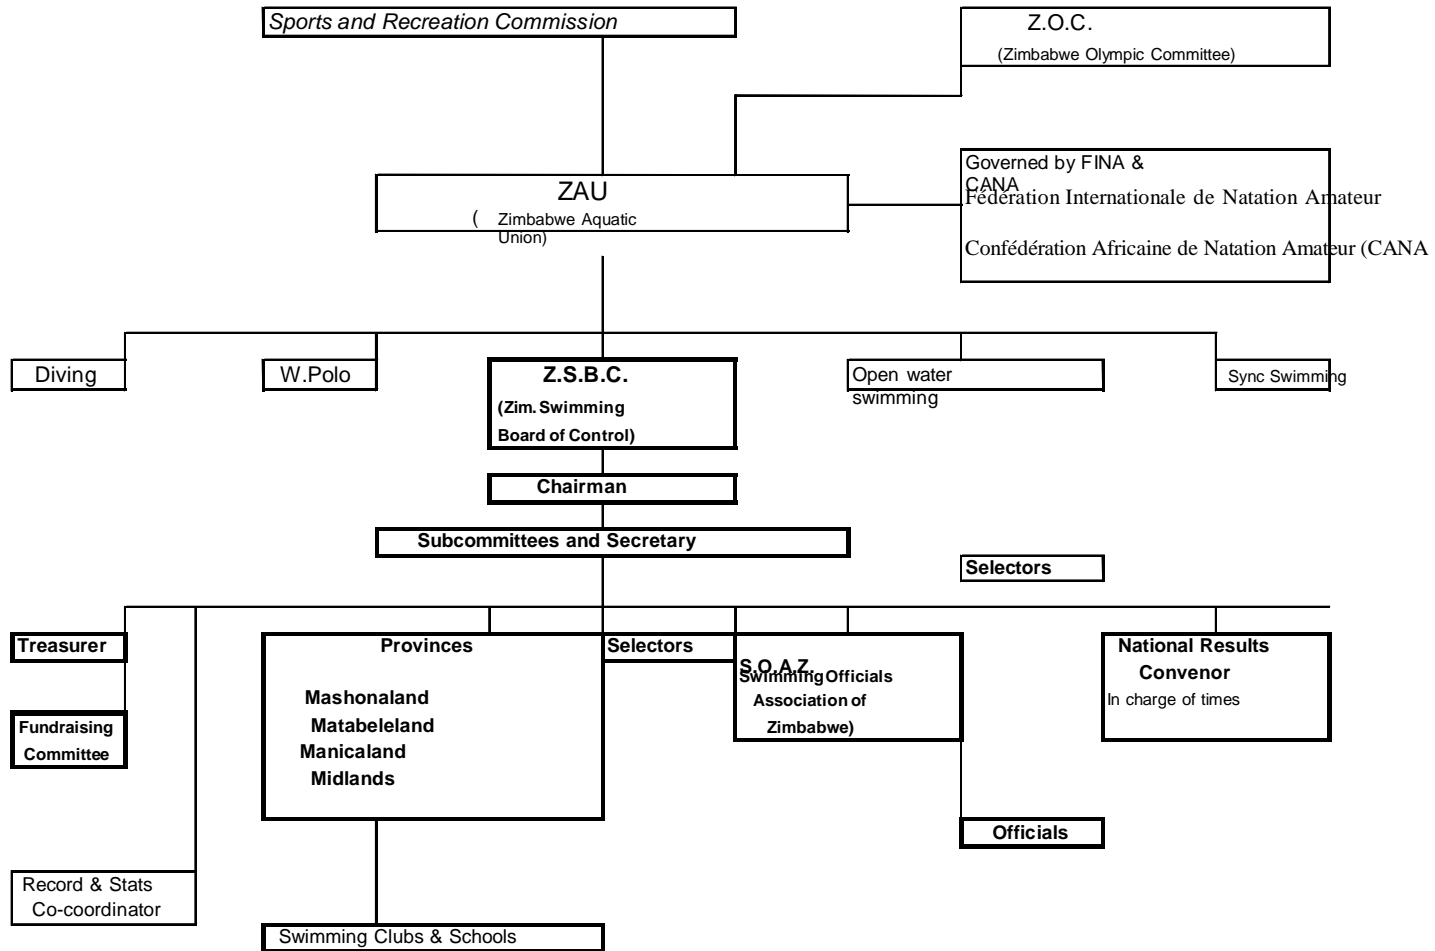 Sports and Recreation Commission
Z.O.C.
(Zimbabwe Olympic Committee)
Governed by FINA &
CANA
Fédération Internationale de Natation Amateur
Confédération Africaine de Natation Amateur (CANA
ZAU
( Zimbabwe Aquatic
Union)
Diving
W.Polo
Z.S.B.C.
(Zim. Swimming
Board of Control)
Open water
swimming
Sync Swimming
Chairman
Subcommittees and Secretary
Selectors
Treasurer
Fundraising
Committee
Provinces
Mashonaland
Matabeleland
Manicaland
Midlands
Selectors
S.O.A.Z.
Swimming Officials
Association of
Zimbabwe)
National Results
Convenor
In charge of times
Officials
Record & Stats
Co-coordinator
Swimming Clubs & Schools